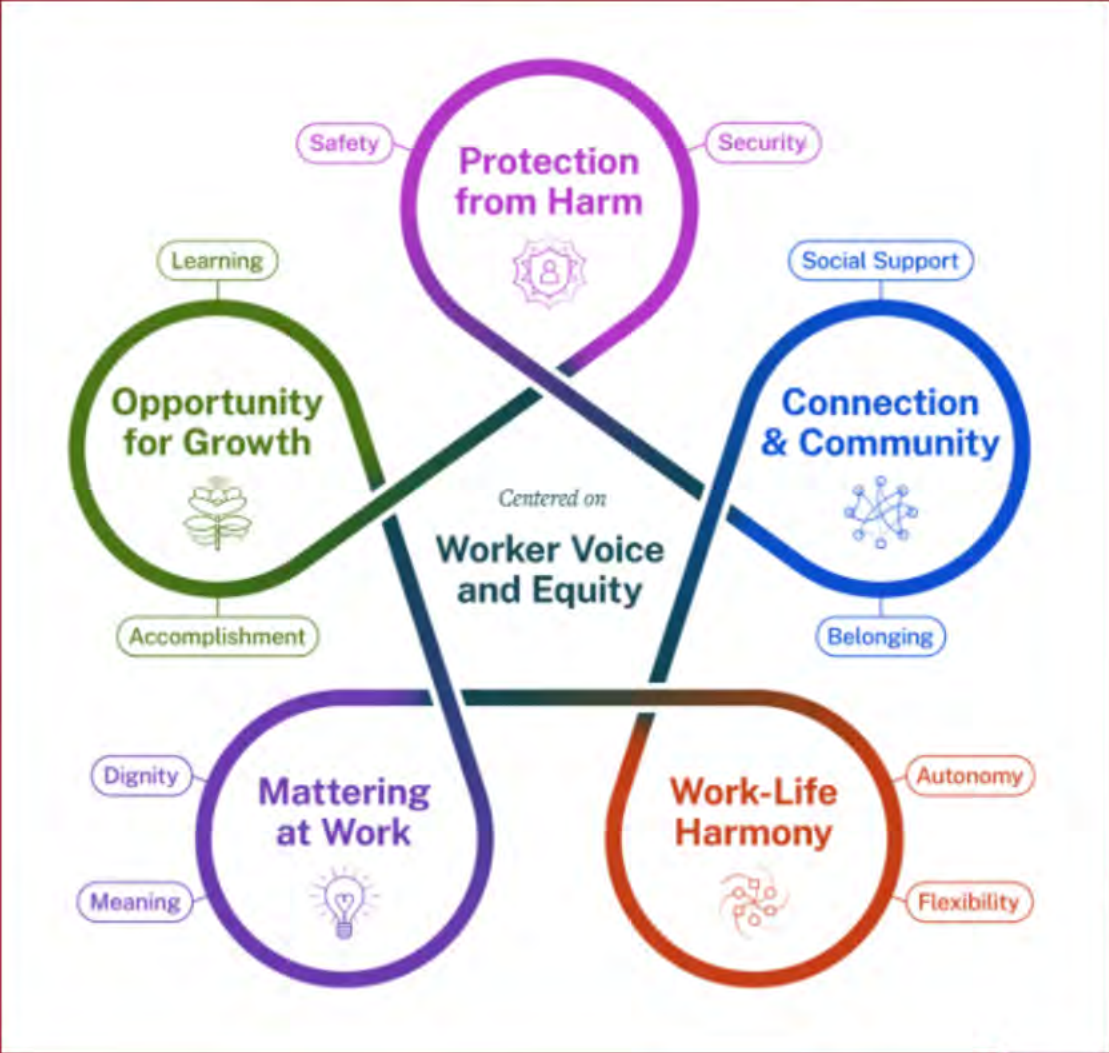 Safety
Protection
from Harm
Security
Learning
Opportunity
for Growth
Accomplishment
Social Support
Connection
& Community
Belonging
Centered on
Worker Voice
and Equity
Dignity
Mattering
at Work
Meaning
Work-Life
Harmony
Autonomy
Flexibility